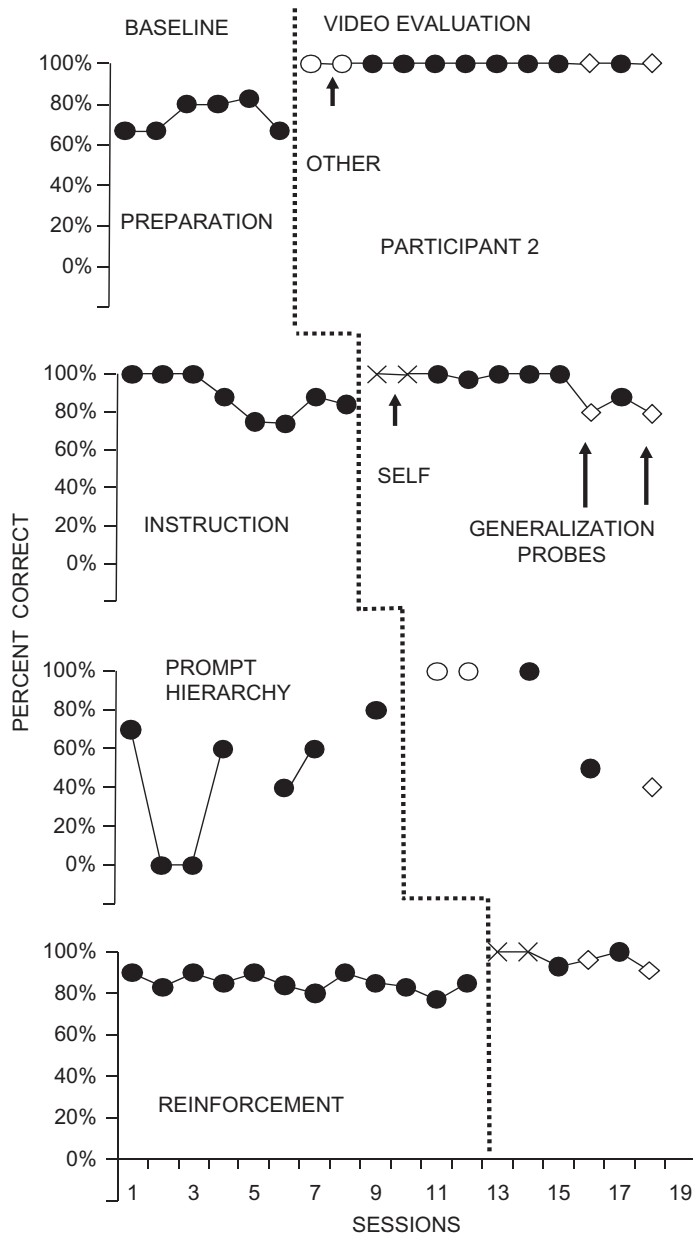 BASELINE
VIDEO EVALUATION
100%
80%
60%
40%
20%
0%
OTHER
PREPARATION
PARTICIPANT 2
100%
80%
60%
40%
20%
0%
SELF
INSTRUCTION
GENERALIZATION
PROBES
PERCENT CORRECT
100%
80%
60%
40%
20%
0%
PROMPT
HIERARCHY
100%
80%
60%
40%
20%
0%
REINFORCEMENT
1 3 5 7 9 11 13 15 17 19
SESSIONS